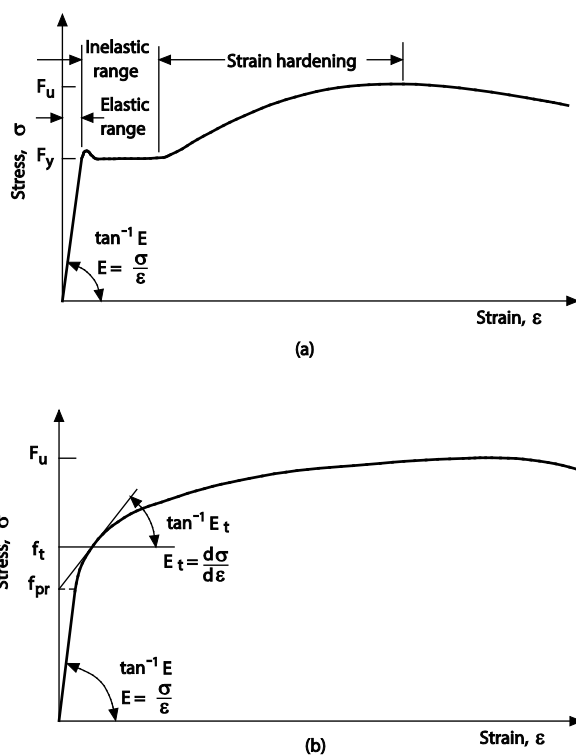 Inelastic
range
Strain hardening
Fu
Elastic
range
Fy
Stress, σ
tan⁻¹ E
E = σ/ε
Strain, ε
(a)
Fu
tan⁻¹ Et
ft
Et = dσ/dε
Stress, σ
fpr
tan⁻¹ E
E = σ/ε
Strain, ε
(b)